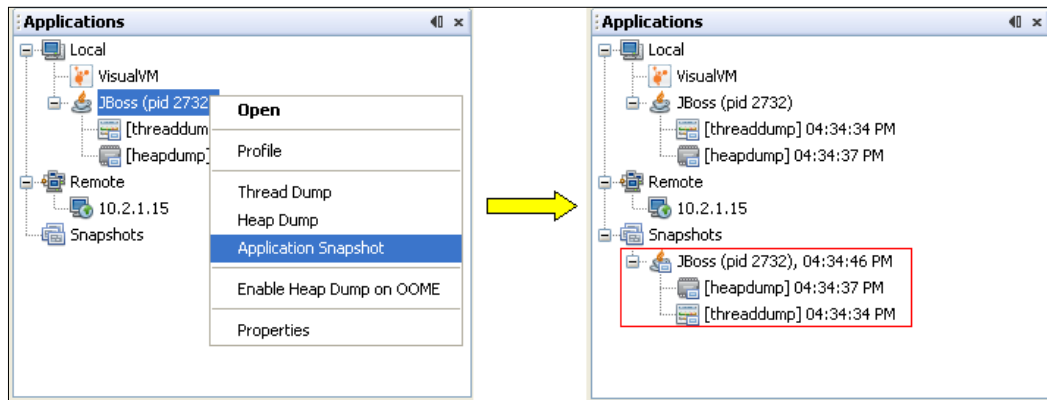 Applications
Local
VisualVM
JBoss (pid 2732
[threaddum
[heapdump]
Remote
10.2.1.15
Snapshots
Open
Profile
Thread Dump
Heap Dump
Application Snapshot
Enable Heap Dump on OOME
Properties
Applications
Local
VisualVM
JBoss (pid 2732)
[threaddump] 04:34:34 PM
[heapdump] 04:34:37 PM
Remote
10.2.1.15
Snapshots
JBoss (pid 2732), 04:34:46 PM
[heapdump] 04:34:37 PM
[threaddump] 04:34:34 PM